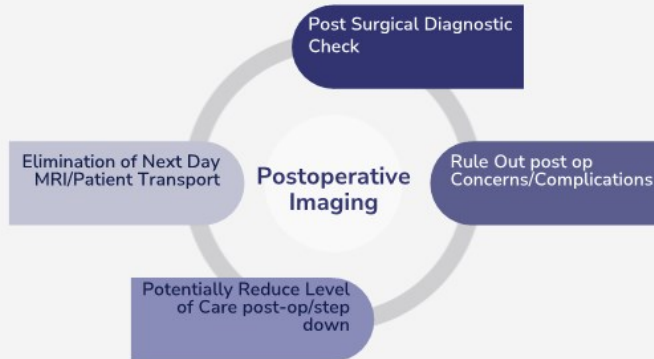 Post Surgical Diagnostic
Check
Elimination of Next Day
MRI/Patient Transport
Postoperative
Imaging
Rule Out post op
Concerns/Complications
Potentially Reduce Level
of Care post-op/step
down